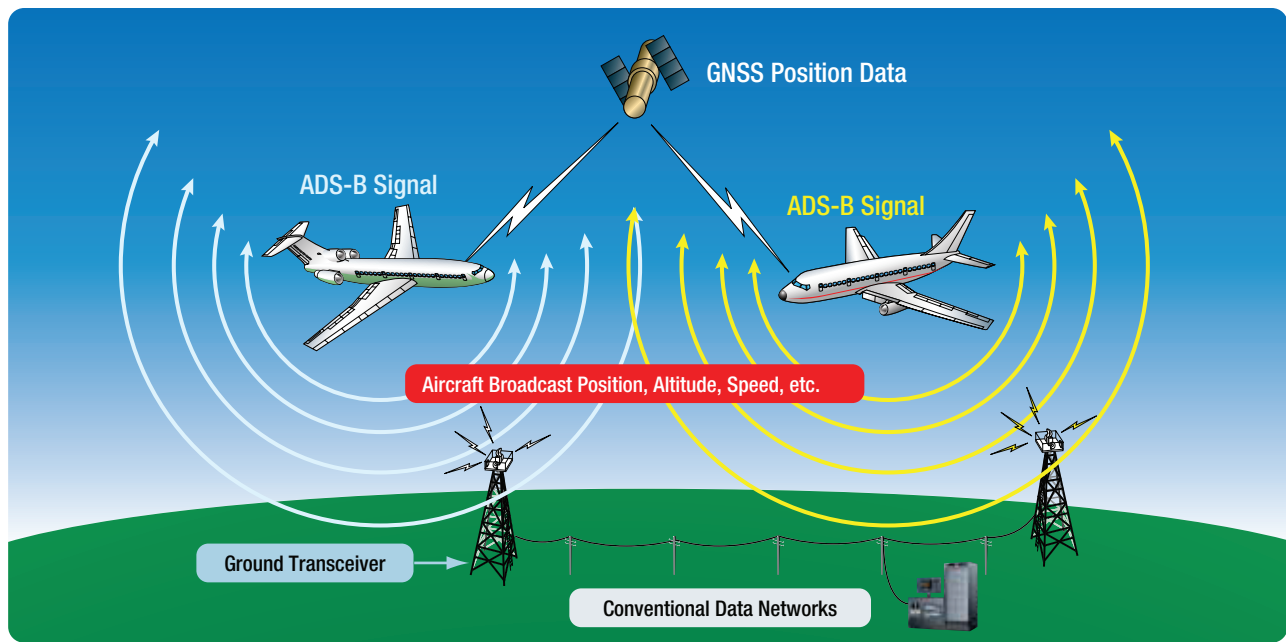 GNSS Position Data
ADS-B Signal
ADS-B Signal
Aircraft Broadcast Position, Altitude, Speed, etc.
Ground Transceiver
Conventional Data Networks